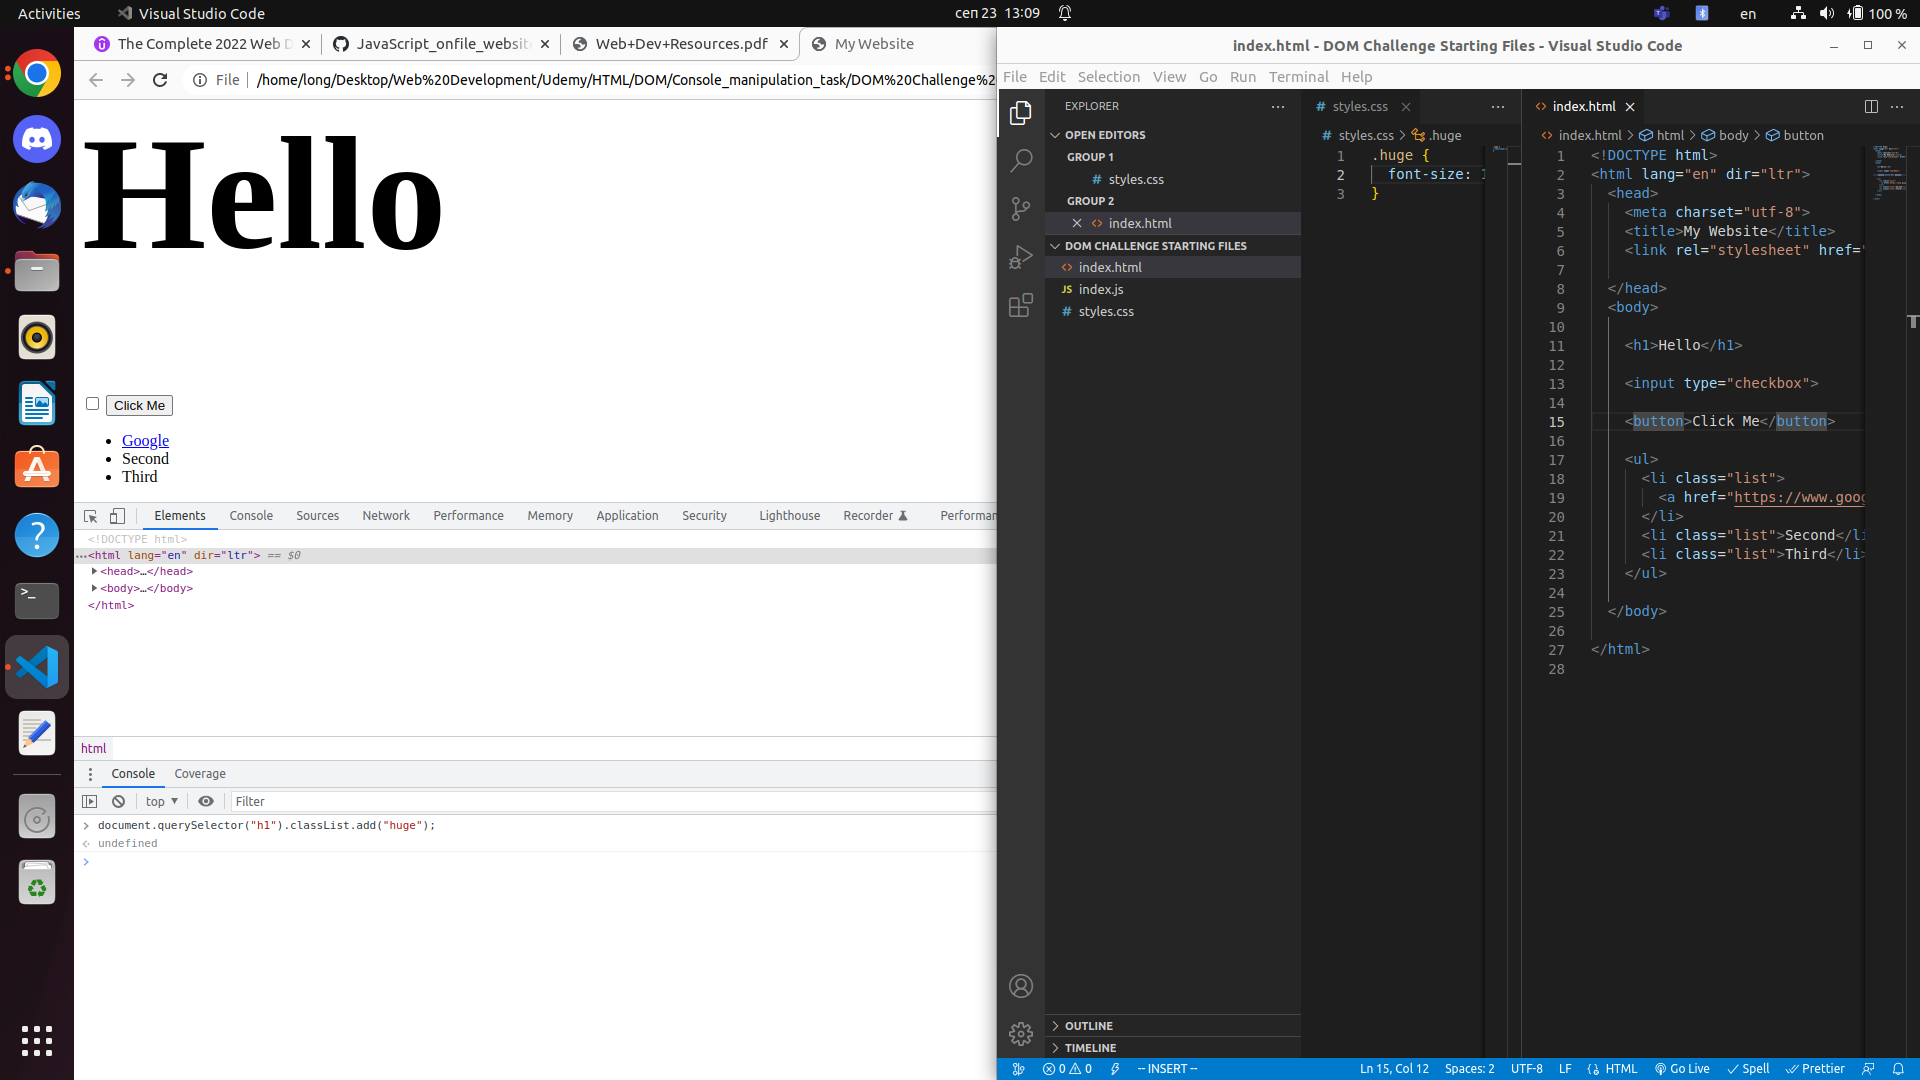 Activities
Visual Studio Code
сеп 23 13:09
en
100 %
The Complete 2022 Web D
JavaScript_onfile_website
Web+Dev+Resources.pdf
My Website
File
/home/long/Desktop/Web%20Development/Udemy/HTML/DOM/Console_manipulation_task/DOM%20Challenge%2
Hello
Click Me
Google
Second
Third
Elements
Console
Sources
Network
Performance
Memory
Application
Security
Lighthouse
Recorder
Performan
<!DOCTYPE html>
<html lang="en" dir="ltr"> == $0
<head>…</head>
<body>…</body>
</html>
html
Console
Coverage
top
Filter
document.querySelector("h1").classList.add("huge");
undefined
index.html - DOM Challenge Starting Files - Visual Studio Code
File
Edit
Selection
View
Go
Run
Terminal
Help
EXPLORER
OPEN EDITORS
GROUP 1
styles.css
GROUP 2
index.html
DOM CHALLENGE STARTING FILES
index.html
JS index.js
styles.css
OUTLINE
TIMELINE
# styles.css
# styles.css > .huge
1 .huge {
2 font-size: 1
3 }
index.html
index.html > html > body > button
1 <!DOCTYPE html>
2 <html lang="en" dir="ltr">
3 <head>
4 <meta charset="utf-8">
5 <title>My Website</title>
6 <link rel="stylesheet" href="
7
8 </head>
9 <body>
10
11 <h1>Hello</h1>
12
13 <input type="checkbox">
14
15 <button>Click Me</button>
16
17 <ul>
18 <li class="list">
19 <a href="https://www.goog
20 </li>
21 <li class="list">Second</li
22 <li class="list">Third</li>
23 </ul>
24
25 </body>
26
27 </html>
28
0 0
-- INSERT --
Ln 15, Col 12
Spaces: 2
UTF-8
LF
HTML
Go Live
Spell
Prettier